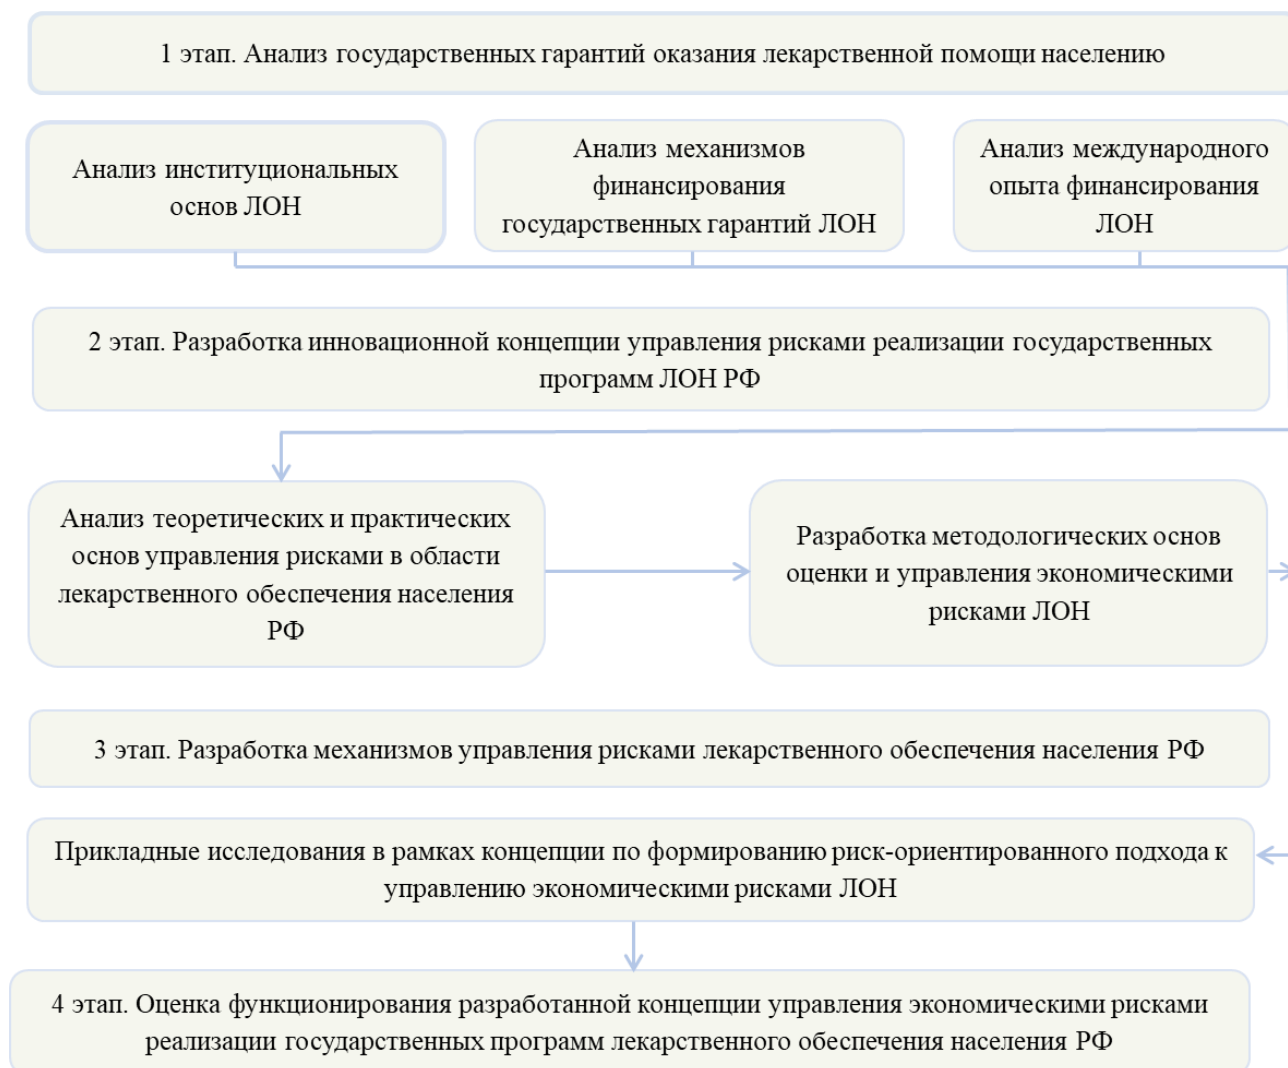 1 этап. Анализ государственных гарантий оказания лекарственной помощи населению
Анализ институциональных
основ ЛОН
Анализ механизмов
финансирования
государственных гарантий ЛОН
Анализ международного
опыта финансирования
ЛОН
2 этап. Разработка инновационной концепции управления рисками реализации государственных
программ ЛОН РФ
Анализ теоретических и практических
основ управления рисками в области
лекарственного обеспечения населения
РФ
Разработка методологических основ
оценки и управления экономическими
рисками ЛОН
3 этап. Разработка механизмов управления рисками лекарственного обеспечения населения РФ
Прикладные исследования в рамках концепции по формированию риск-ориентированного подхода к
управлению экономическими рисками ЛОН
4 этап. Оценка функционирования разработанной концепции управления экономическими рисками
реализации государственных программ лекарственного обеспечения населения РФ